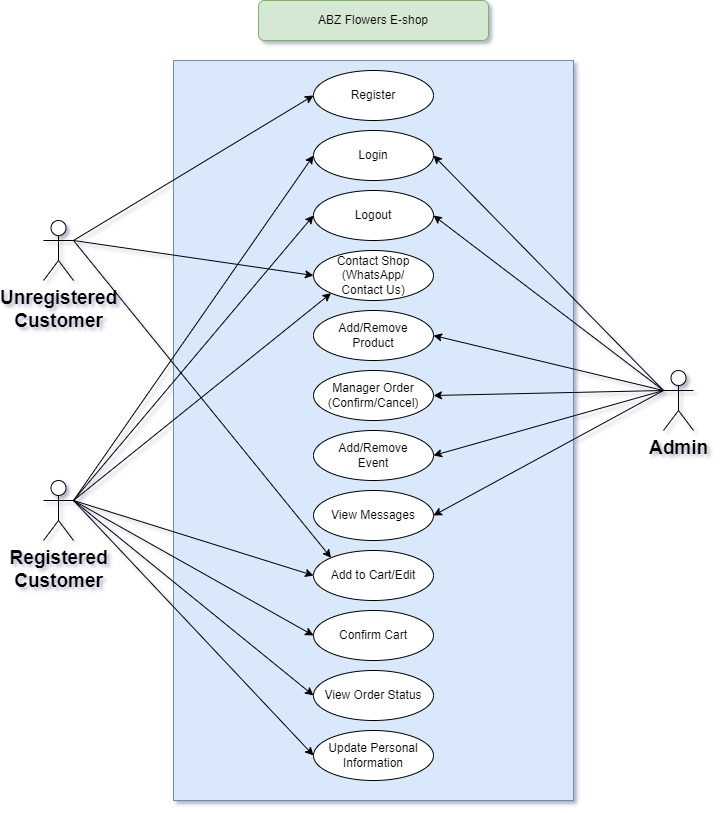 ABZ Flowers E-shop
Register
Login
Logout
Contact Shop
(WhatsApp/
Contact Us)
Unregistered
Customer
Add/Remove
Product
Manager Order
(Confirm/Cancel)
Admin
Add/Remove
Event
View Messages
Registered
Customer
Add to Cart/Edit
Confirm Cart
View Order Status
Update Personal
Information